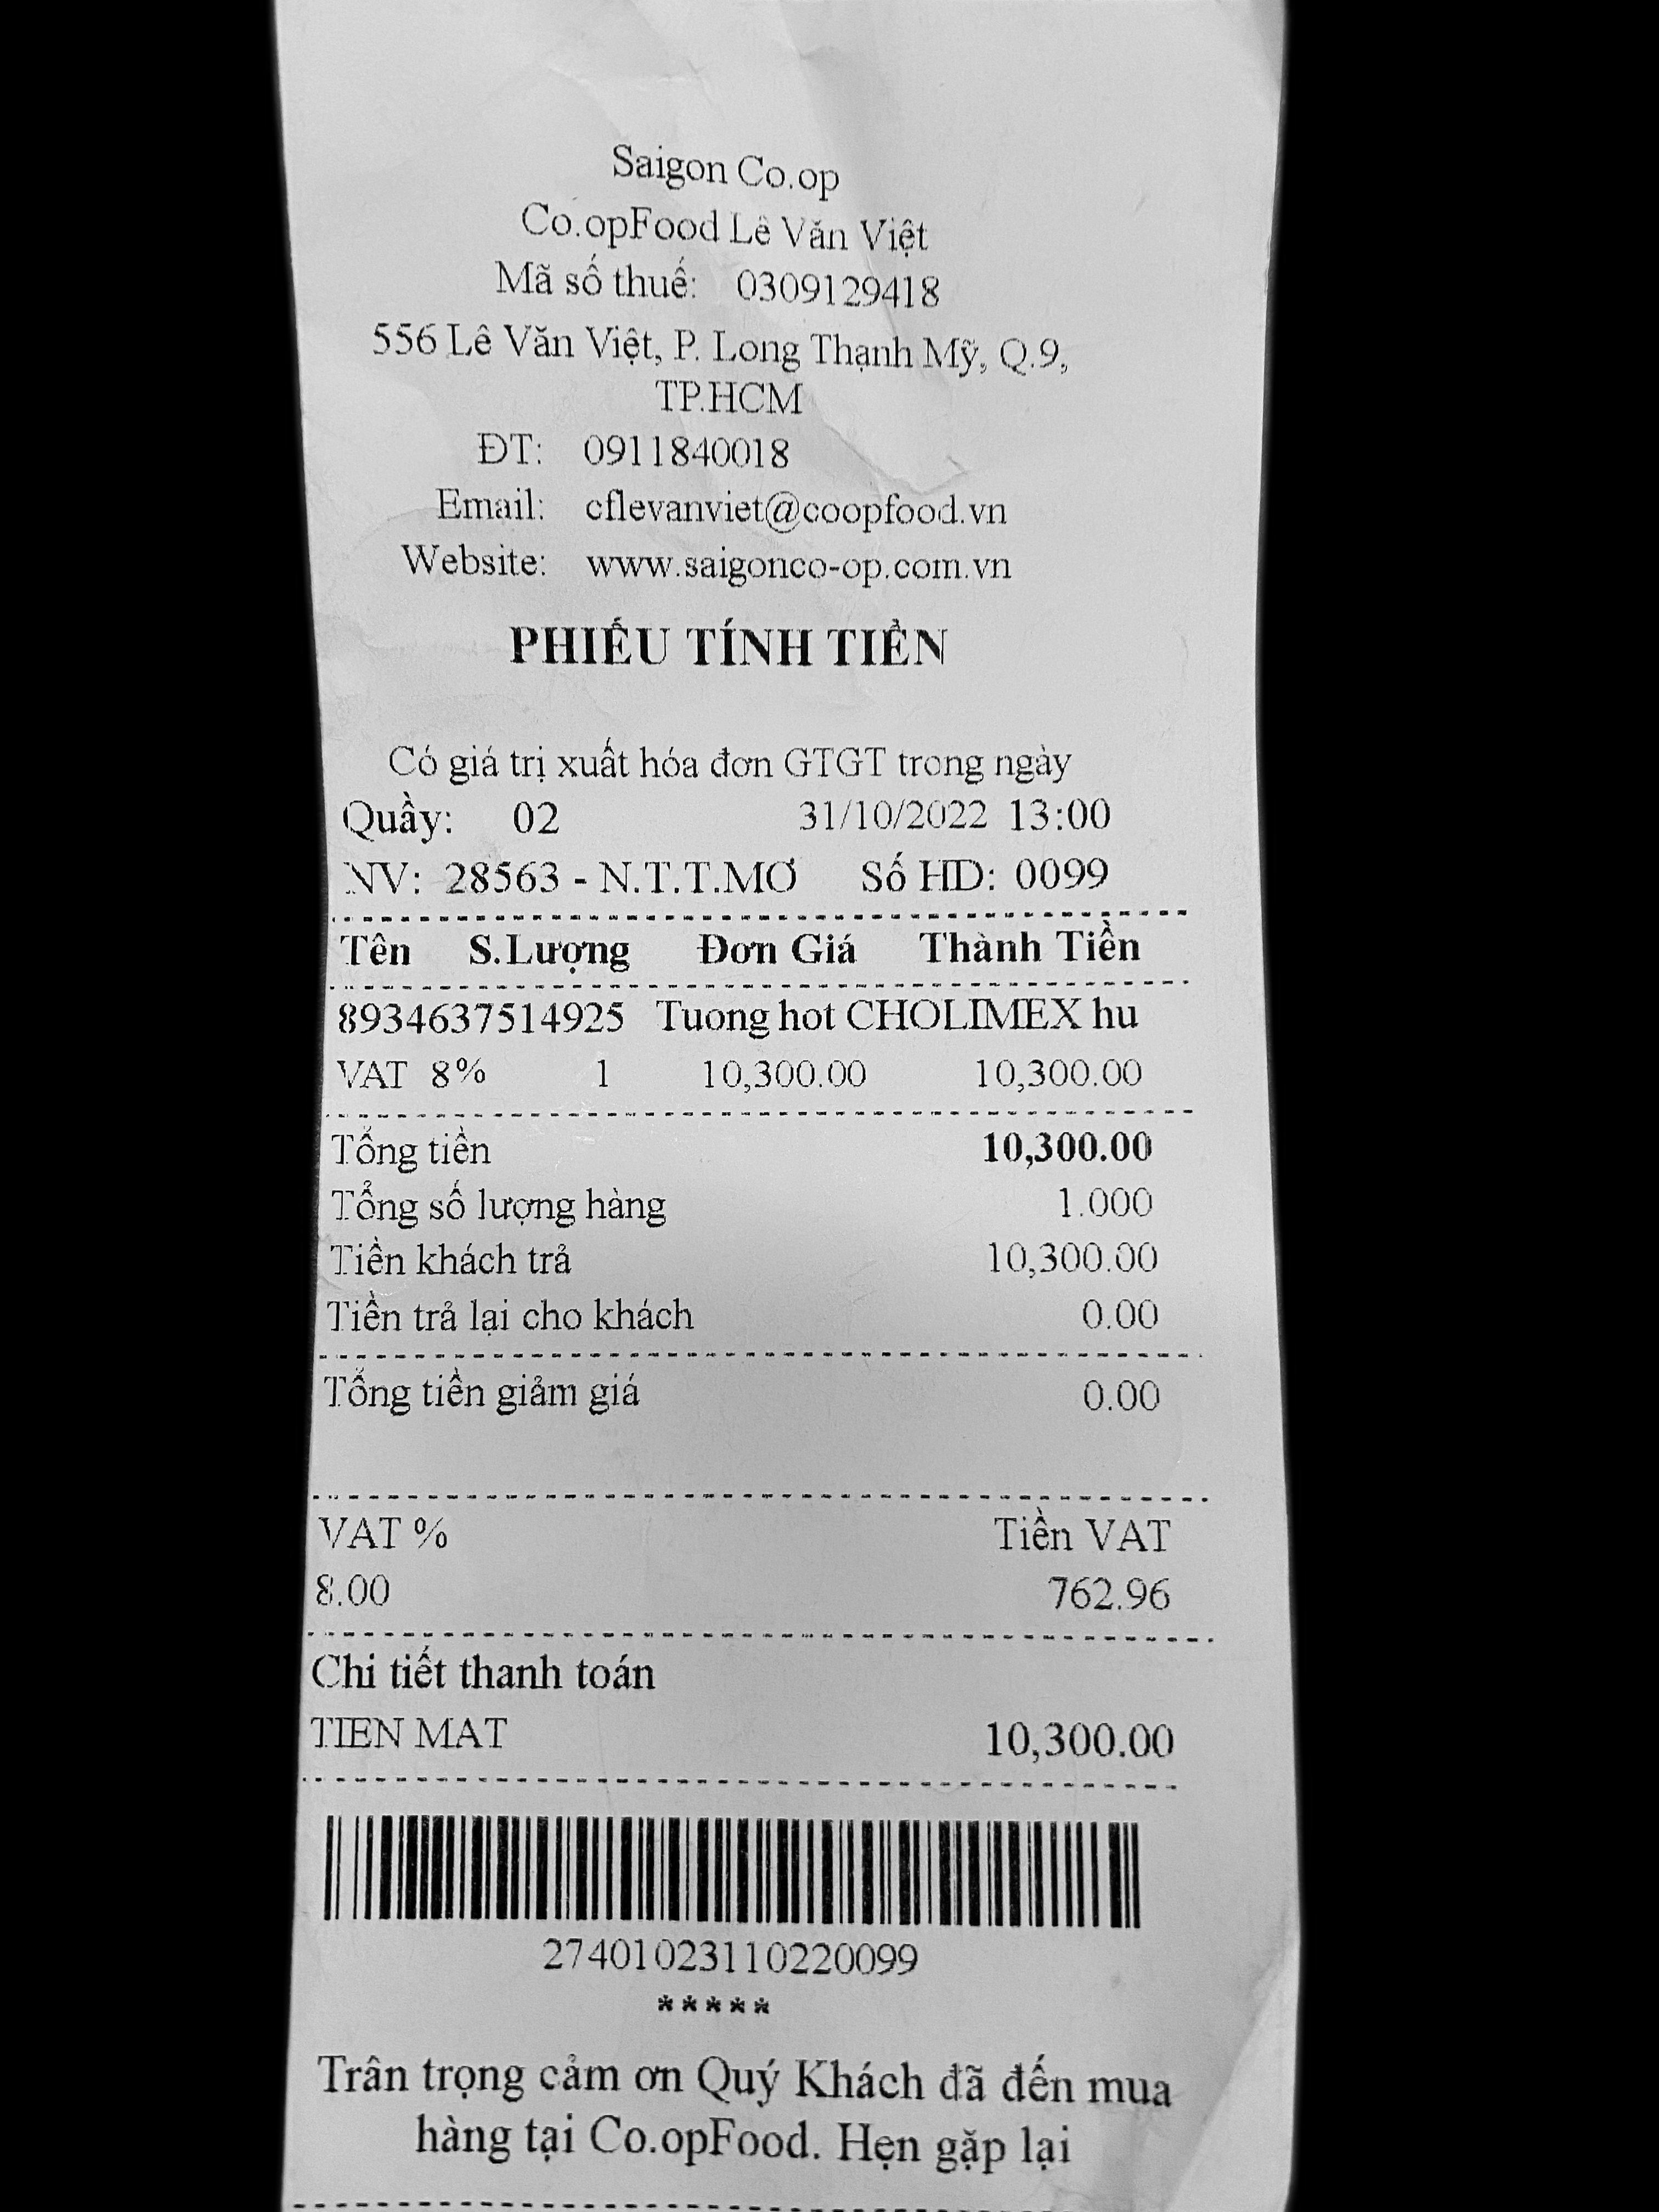 Saigon Co.op
Co.opFood Lê Văn Việt
Mã số thuế: 0309129418
556 Lê Văn Việt, P. Long Thạnh Mỹ, Q.9,
TP.HCM
ĐT: 0911840018
Email: cflevanviet@coopfood.vn
Website: www.saigonco-op.com.vn
PHIẾU TÍNH TIỀN
Có giá trị xuất hóa đơn GTGT trong ngày
Quầy: 02 31/10/2022 13:00
NV: 28563 - N.T.T.MƠ Số HD: 0099
Tên S.Lượng Đơn Giá Thành Tiền
8934637514925 Tuong hot CHOLIMEX hu
VAT 8% 1 10,300.00 10,300.00
Tổng tiền 10,300.00
Tổng số lượng hàng 1.000
Tiền khách trả 10,300.00
Tiền trả lại cho khách 0.00
Tổng tiền giảm giá 0.00
VAT % Tiền VAT
8.00 762.96
Chi tiết thanh toán
TIEN MAT 10,300.00
27401023110220099
*****
Trân trọng cảm ơn Quý Khách đã đến mua
hàng tại Co.opFood. Hẹn gặp lại